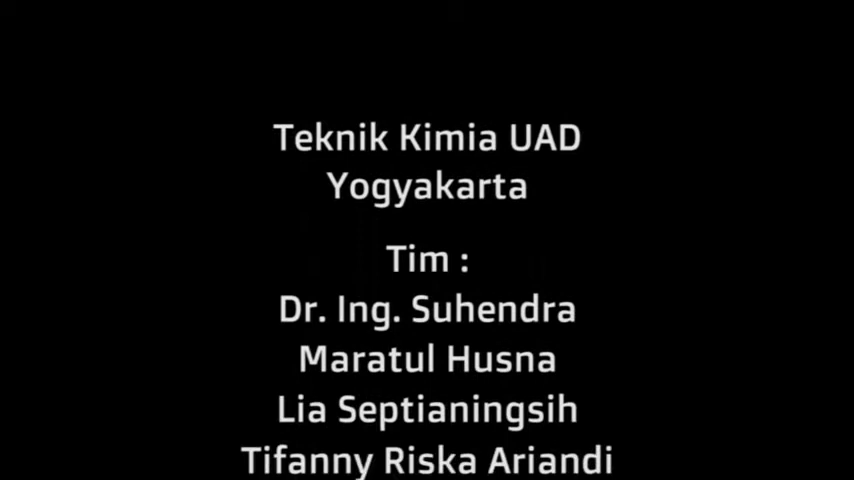 Teknik Kimia UAD
Yogyakarta
Tim :
Dr. Ing. Suhendra
Maratul Husna
Lia Septianingsih
Tifanny Riska Ariandi